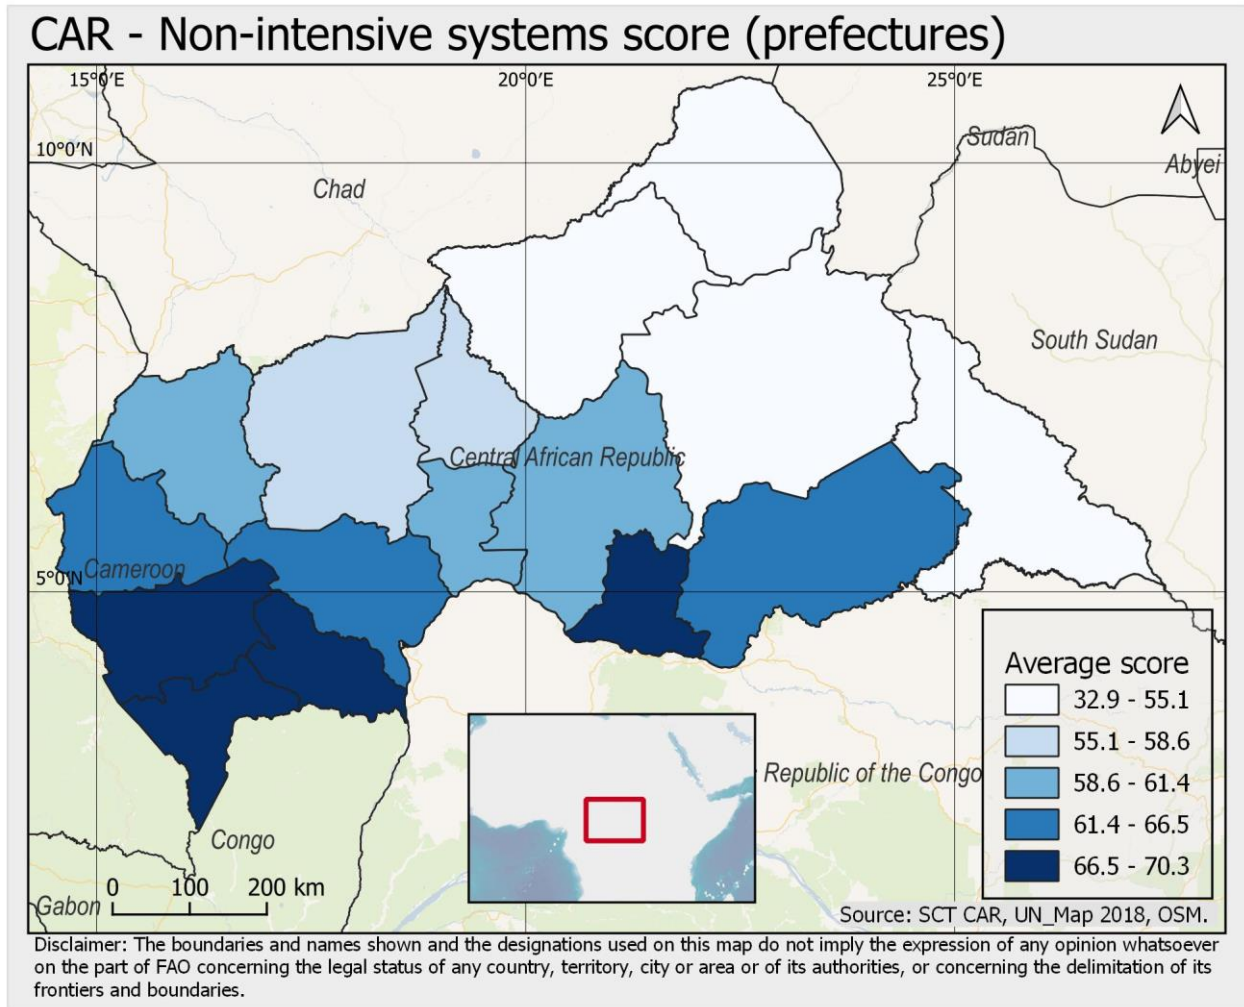 CAR - Non-intensive systems score (prefectures)
15°0'E
20°0'E
25°0'E
10°0'N
Sudan
Abyei
Chad
South Sudan
Central African Republic
Cameroon
5°0'N
Average score
32.9 - 55.1
55.1 - 58.6
58.6 - 61.4
61.4 - 66.5
66.5 - 70.3
Republic of the Congo
Congo
0 100 200 km
Gabon
Source: SCT CAR, UN_Map 2018, OSM.
Disclaimer: The boundaries and names shown and the designations used on this map do not imply the expression of any opinion whatsoever
on the part of FAO concerning the legal status of any country, territory, city or area or of its authorities, or concerning the delimitation of its
frontiers and boundaries.